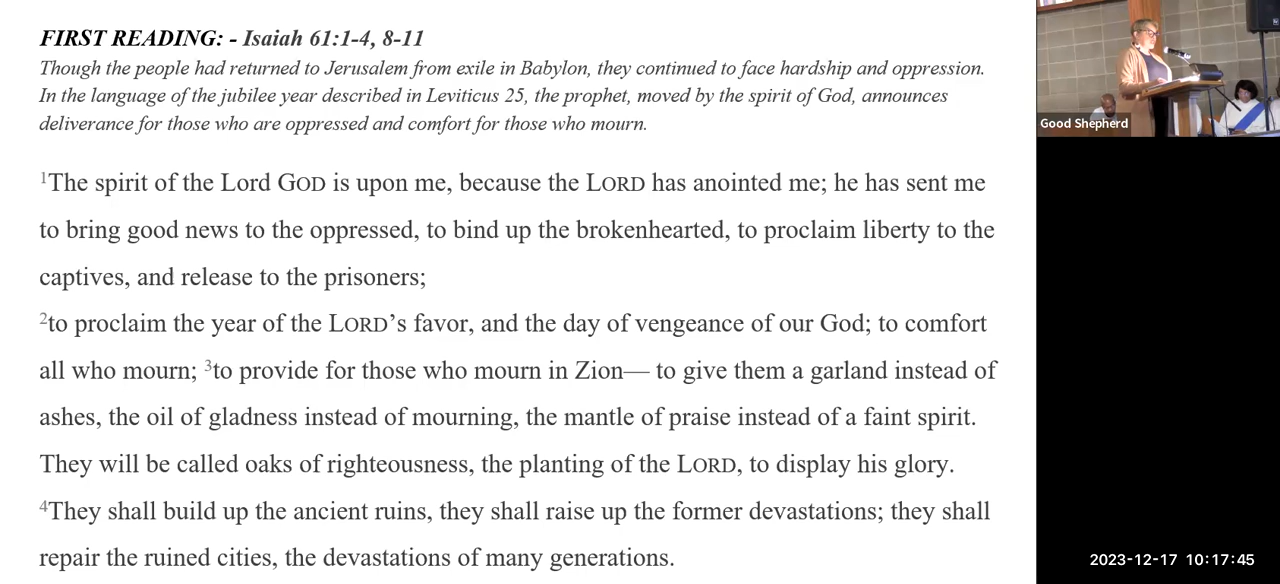 FIRST READING: - Isaiah 61:1-4, 8-11
Though the people had returned to Jerusalem from exile in Babylon, they continued to face hardship and oppression.
In the language of the jubilee year described in Leviticus 25, the prophet, moved by the spirit of God, announces
deliverance for those who are oppressed and comfort for those who mourn.
1The spirit of the Lord GOD is upon me, because the LORD has anointed me; he has sent me
to bring good news to the oppressed, to bind up the brokenhearted, to proclaim liberty to the
captives, and release to the prisoners;
2to proclaim the year of the LORD’s favor, and the day of vengeance of our God; to comfort
all who mourn; 3to provide for those who mourn in Zion— to give them a garland instead of
ashes, the oil of gladness instead of mourning, the mantle of praise instead of a faint spirit.
They will be called oaks of righteousness, the planting of the LORD, to display his glory.
4They shall build up the ancient ruins, they shall raise up the former devastations; they shall
repair the ruined cities, the devastations of many generations.
Good Shepherd
2023-12-17 10:17:45